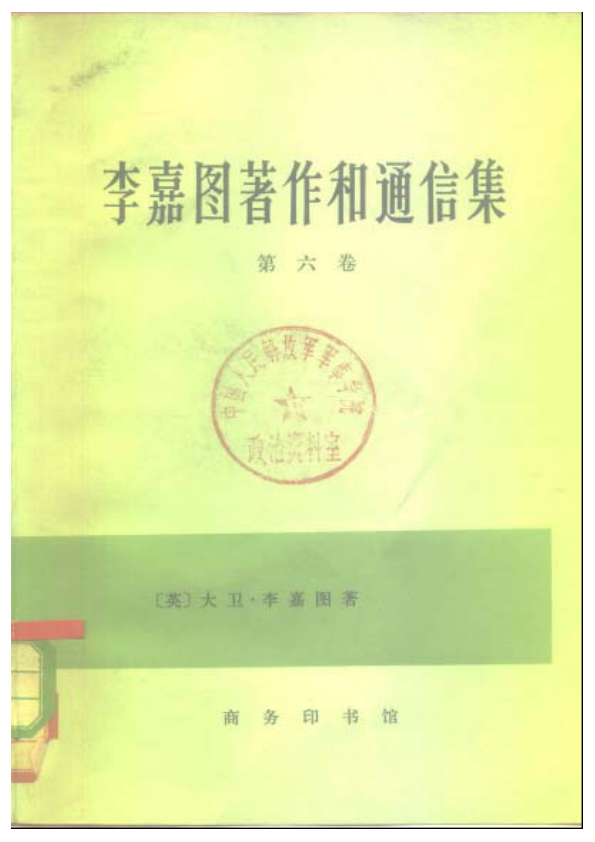 李嘉图著作和通信集
第六卷
中国人民解放军军事学院
政治资料室
〔英〕大卫·李嘉图著
商务印书馆